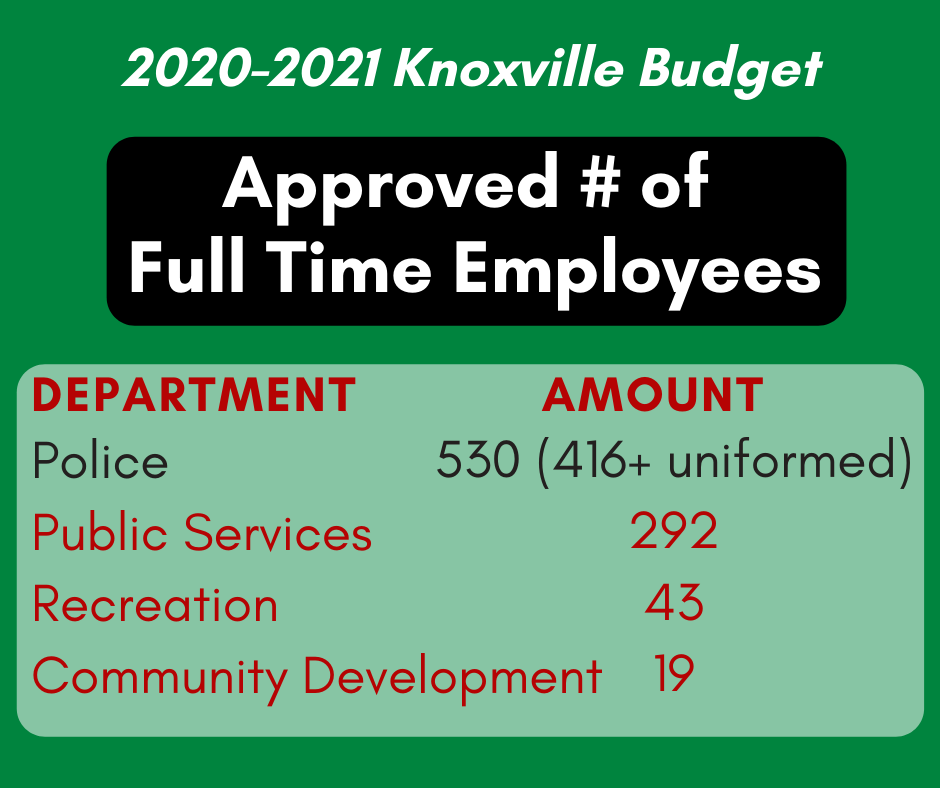 2020-2021 Knoxville Budget
Approved # of
Full Time Employees
DEPARTMENT AMOUNT
Police 530 (416+ uniformed)
Public Services 292
Recreation 43
Community Development 19